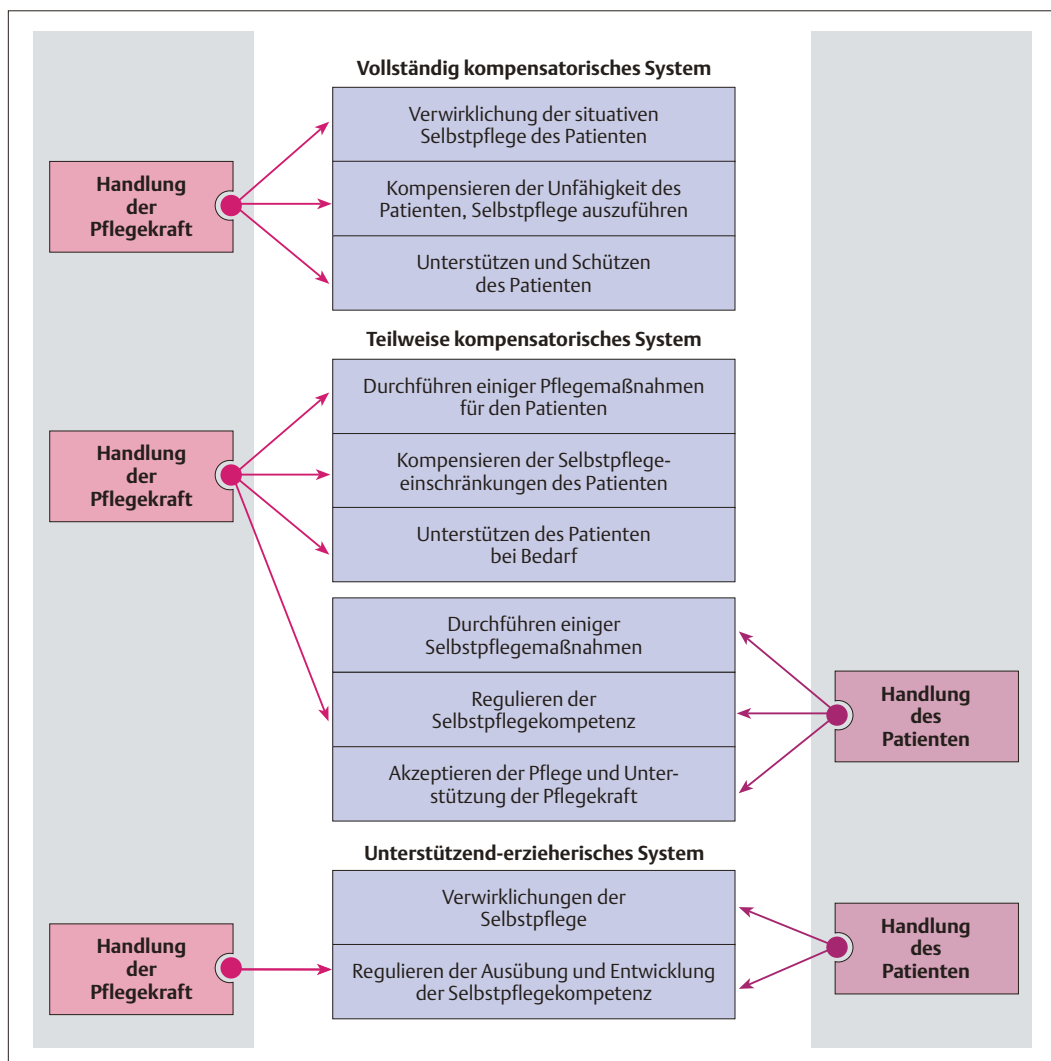 Vollständig kompensatorisches System
Verwirklichung der situativen
Selbstpflege des Patienten
Handlung
der
Pflegekraft
Kompensieren der Unfähigkeit des
Patienten, Selbstpflege auszuführen
Unterstützen und Schützen
des Patienten
Teilweise kompensatorisches System
Durchführen einiger Pflegemaßnahmen
für den Patienten
Handlung
der
Pflegekraft
Kompensieren der Selbstpflege-
einschränkungen des Patienten
Unterstützen des Patienten
bei Bedarf
Durchführen einiger
Selbstpflegemaßnahmen
Regulieren der
Selbstpflegekompetenz
Handlung
des
Patienten
Akzeptieren der Pflege und Unter-
stützung der Pflegekraft
Unterstützend-erzieherisches System
Verwirklichungen der
Selbstpflege
Handlung
des
Patienten
Handlung
der
Pflegekraft
Regulieren der Ausübung und Entwicklung
der Selbstpflegekompetenz